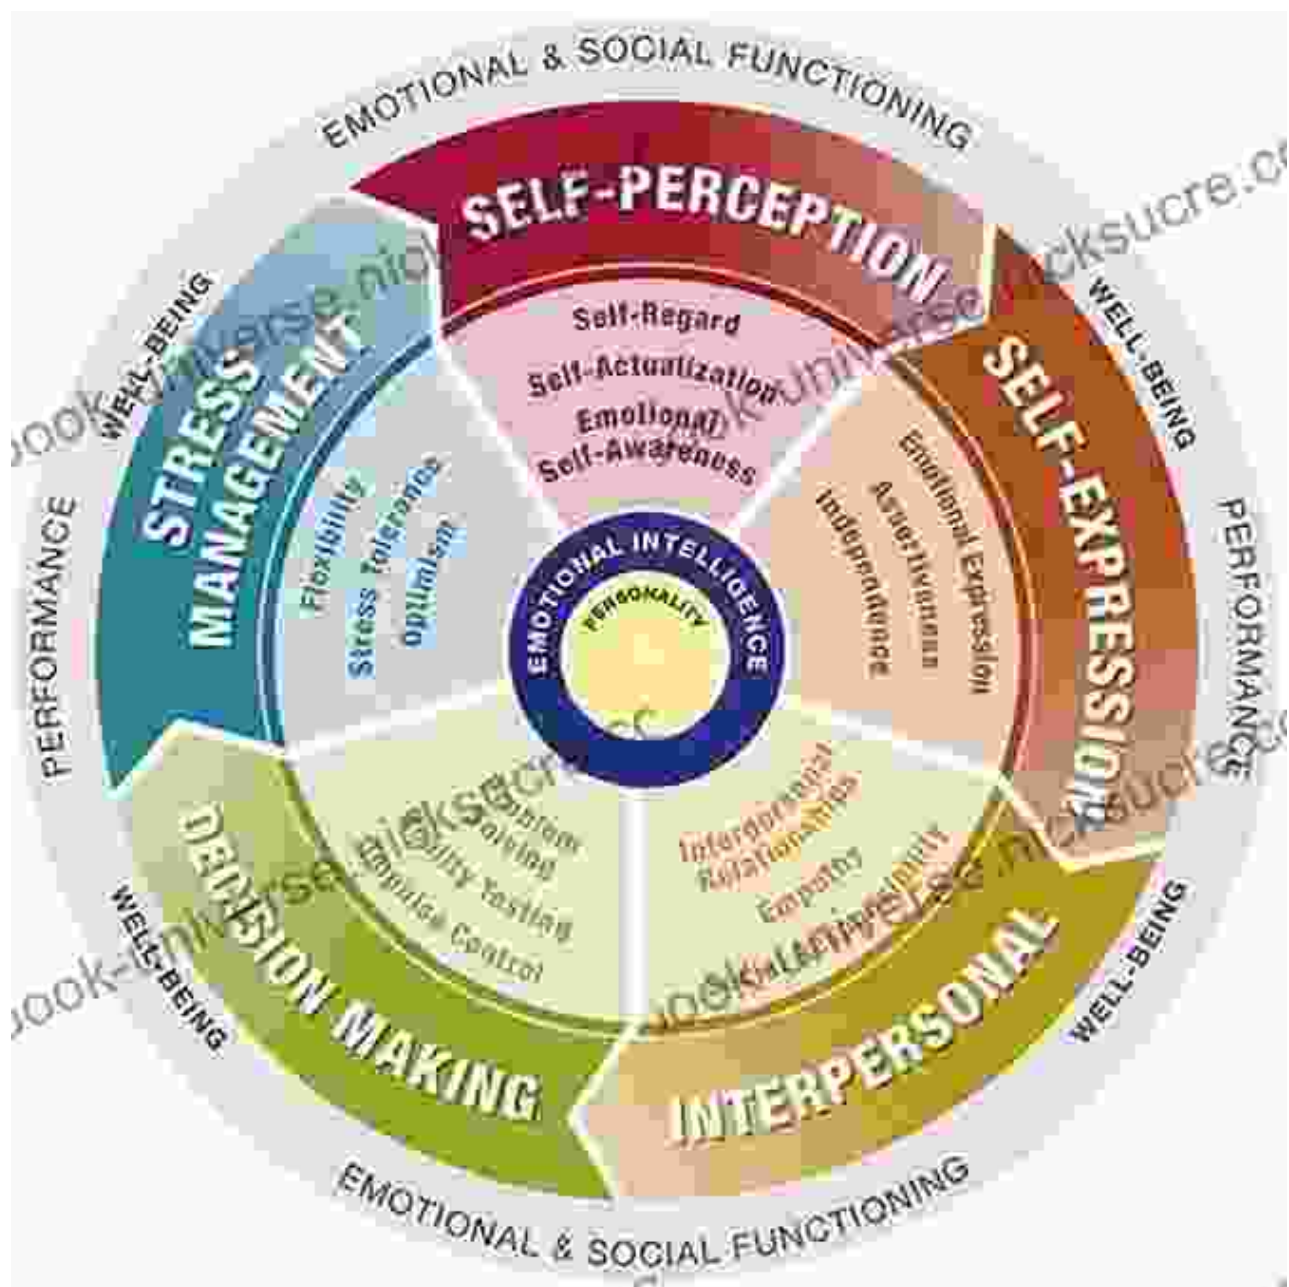 EMOTIONAL & SOCIAL FUNCTIONING
SELF-PERCEPTION
Self-Regard
Self-Actualization
Emotional
Self-Awareness
WELL-BEING
PERFORMANCE
SELF-EXPRESSION
Emotional Expression
Assertiveness
Independence
WELL-BEING
INTERPERSONAL
Interpersonal
Relationships
Empathy
EMOTIONAL & SOCIAL FUNCTIONING
DECISION MAKING
Problem
Solving
Testing
Impulse Control
WELL-BEING
PERFORMANCE
WELL-BEING
STRESS
MANAGEMENT
Flexibility
Stress Tolerance
Optimism
EMOTIONAL INTELLIGENCE
PERSONALITY